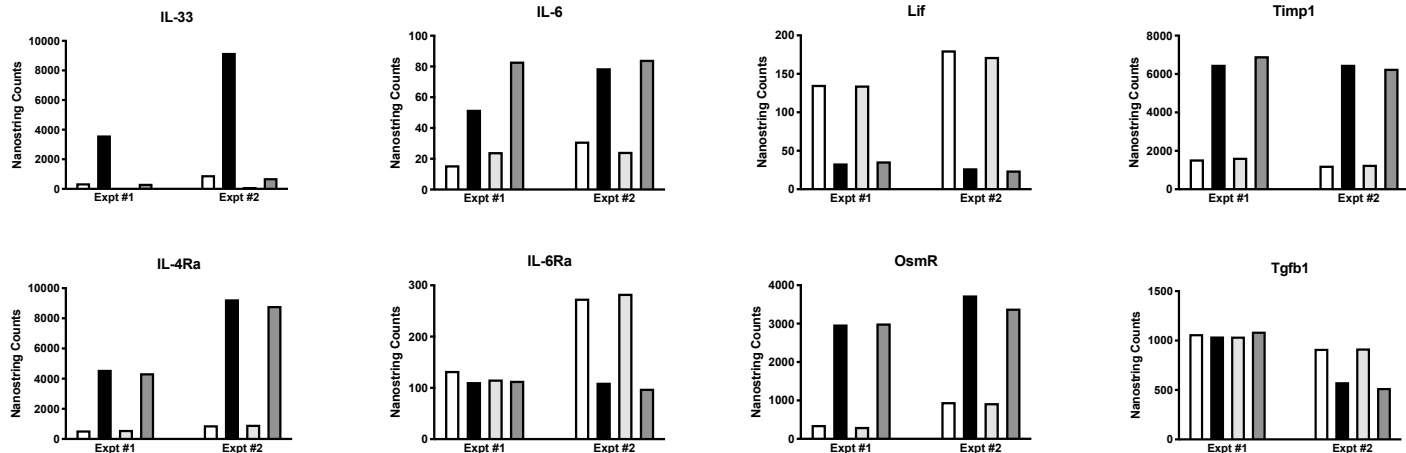 IL-33
Nanostring Counts
10000
8000
6000
4000
2000
0
Expt #1
Expt #2
IL-6
Nanostring Counts
100
80
60
40
20
0
Expt #1
Expt #2
Lif
Nanostring Counts
200
150
100
50
0
Expt #1
Expt #2
Timp1
Nanostring Counts
8000
6000
4000
2000
0
Expt #1
Expt #2
IL-4Ra
Nanostring Counts
10000
8000
6000
4000
2000
0
Expt #1
Expt #2
IL-6Ra
Nanostring Counts
300
200
100
0
Expt #1
Expt #2
OsmR
Nanostring Counts
4000
3000
2000
1000
0
Expt #1
Expt #2
Tgfb1
Nanostring Counts
1500
1000
500
0
Expt #1
Expt #2